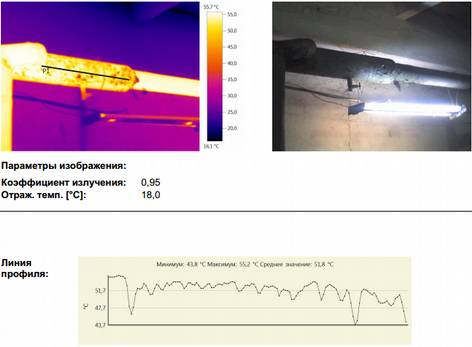 55,7 °C
55,0
50,0
45,0
40,0
35,0
30,0
25,0
20,0
16,1 °C
P1
Параметры изображения:
Коэффициент излучения: 0,95
Отраж. темп. [°C]: 18,0
Линия
профиля:
Минимум: 43,8 °C Максимум: 55,2 °C Среднее значение: 51,8 °C
°C
51,7
47,7
43,7